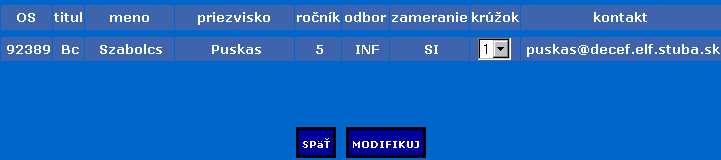 OS titul meno priezvisko ročník odbor zameranie krúžok kontakt
92389 Bc Szabolcs Puskas 5 INF SI 1 puskas@decef.elf.stuba.sk
SPäŤ MODIFIKUJ